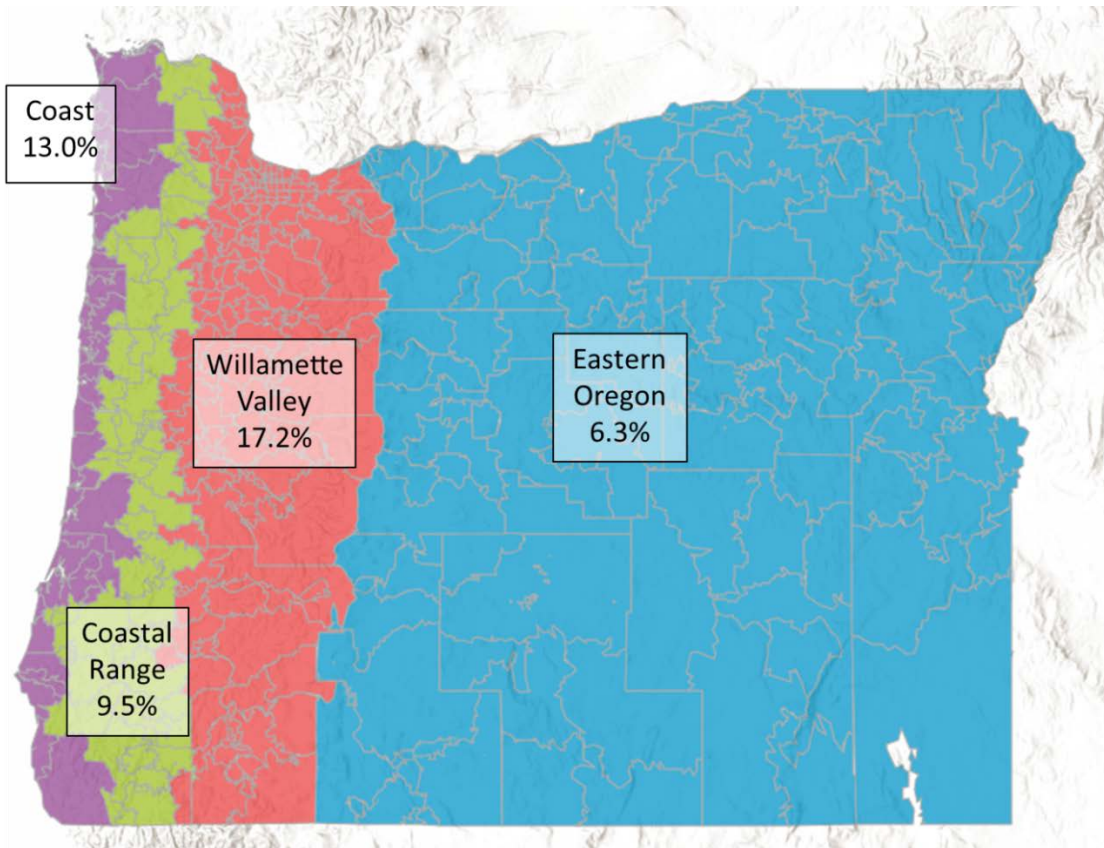 Coast
13.0%
Willamette
Valley
17.2%
Eastern
Oregon
6.3%
Coastal
Range
9.5%